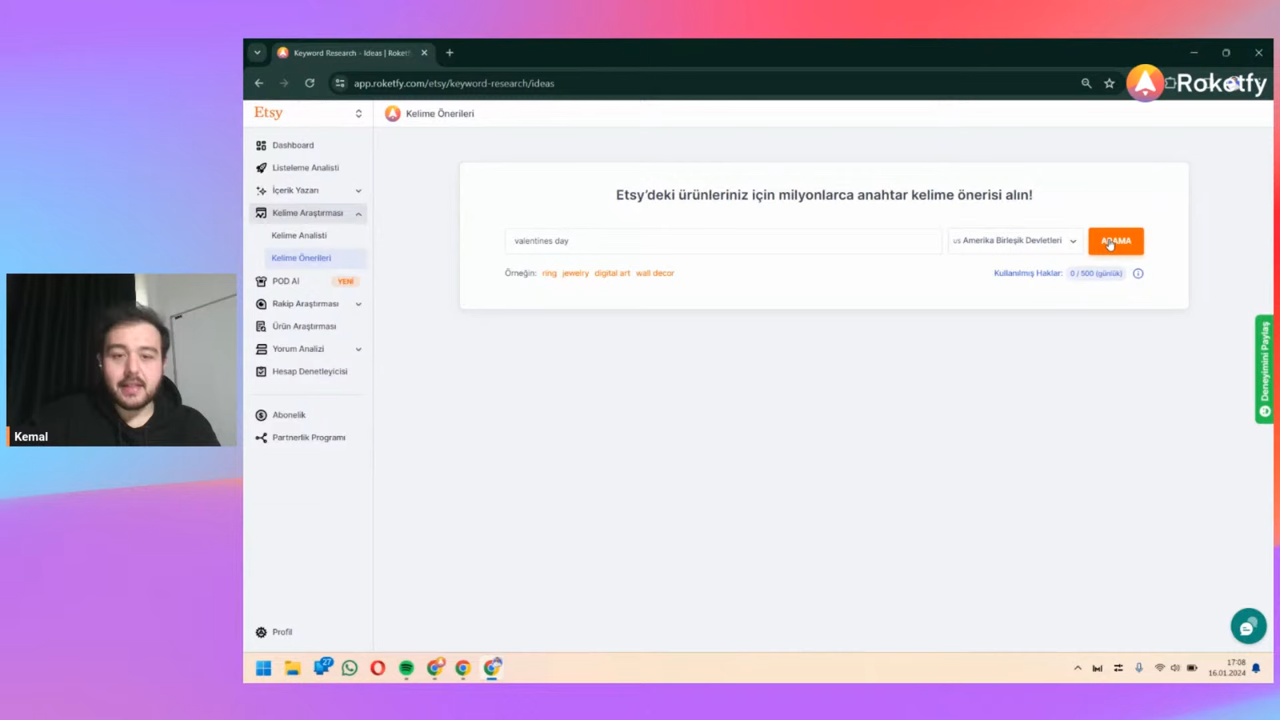 Keyword Research - Ideas | Roketf
app.roketfy.com/etsy/keyword-research/ideas
Roketfy
Etsy
Kelime Önerileri
Dashboard
Listeleme Analisti
İçerik Yazarı
Kelime Araştırması
Kelime Analisti
Kelime Önerileri
POD AI
YENİ
Rakip Araştırması
Ürün Araştırması
Yorum Analizi
Hesap Denetleyicisi
Abonelik
Partnerlik Programı
Profil
Etsy'deki ürünleriniz için milyonlarca anahtar kelime önerisi alın!
valentines day
us Amerika Birleşik Devletleri
ARAMA
Örneğin: ring jewelry digital art wall decor
Kullanılmış Haklar: 0 / 500 (günlük)
Deneyimini Paylaş
Kemal
27
17:08
16.01.2024